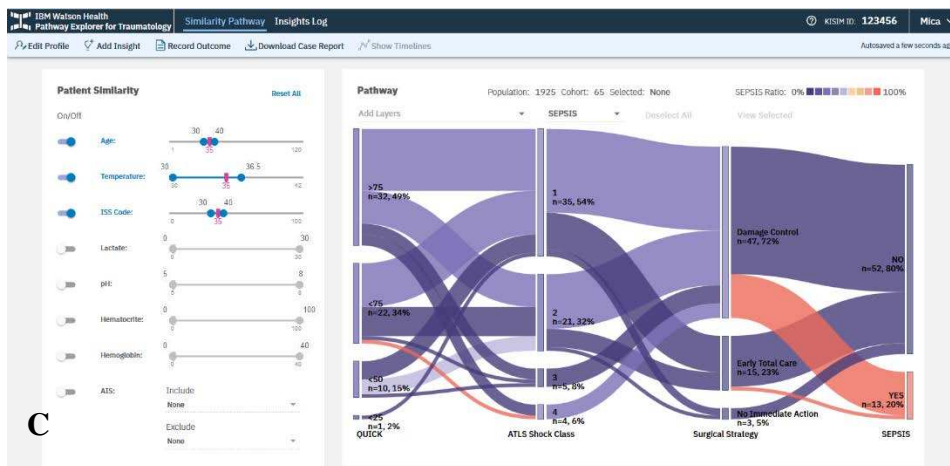 IBM Watson Health
Pathway Explorer for Traumatology
Similarity Pathway Insights Log
KISIM ID: 123456 Mica
Edit Profile Add Insight Record Outcome Download Case Report Show Timelines
Autosaved a few seconds ag
Patient Similarity Reset All
On/Off
Age: 30 40
1 35 120
Temperature: 30 36.5
30 35 42
ISS Code: 30 40
0 35 100
Lactate: 0 30
0 30
pH: 5 8
Hematocrite: 0 100
0 100
Hemoglobin: 0 40
0 40
AIS: Include
None
Exclude
None
C
Pathway Population: 1925 Cohort: 65 Selected: None SEPSIS Ratio: 0% 100%
Add Layers SEPSIS Deselect All View Selected
>75
n=32, 49%
<75
n=22, 34%
<50
n=10, 15%
<25
n=1, 2%
QUICK
1
n=35, 54%
2
n=21, 32%
3
n=5, 8%
4
n=4, 6%
ATLS Shock Class
Damage Control
n=47, 72%
Early Total Care
n=15, 23%
No Immediate Action
n=3, 5%
Surgical Strategy
NO
n=52, 80%
YES
n=13, 20%
SEPSIS